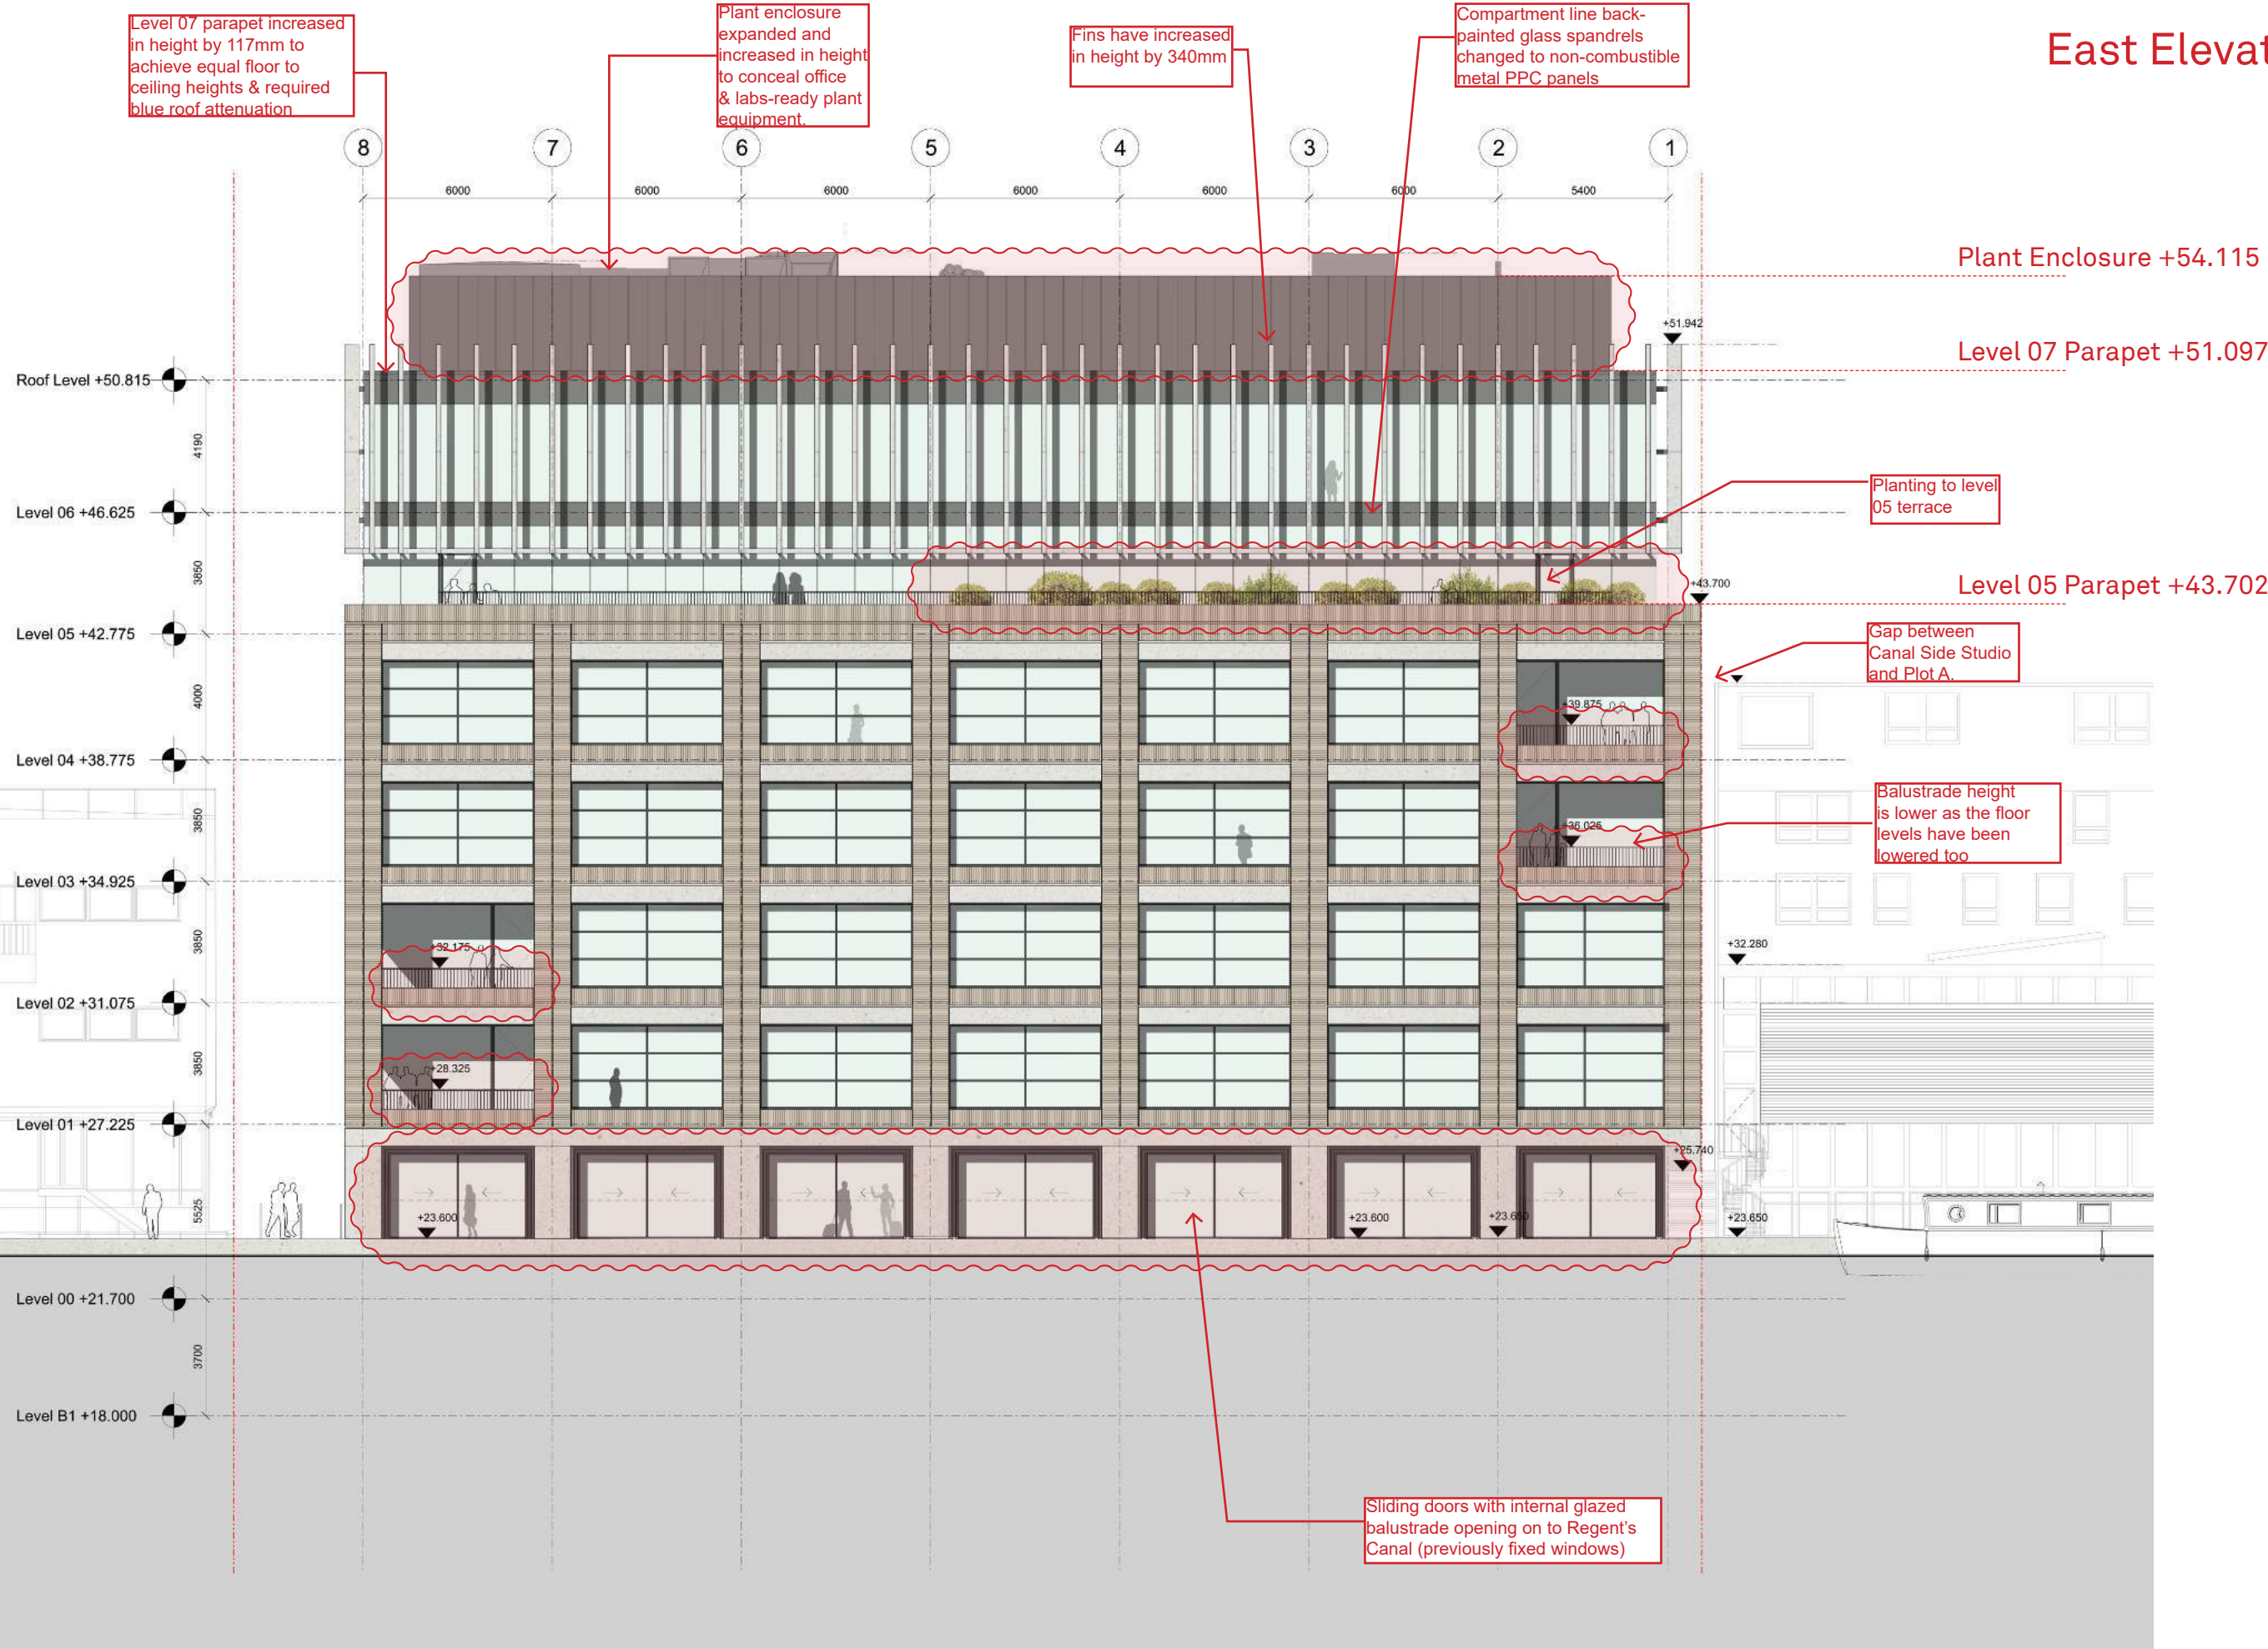 Level 07 parapet increased
in height by 117mm to
achieve equal floor to
ceiling heights & required
blue roof attenuation
Plant enclosure
expanded and
increased in height
to conceal office
& labs-ready plant
equipment.
Fins have increased
in height by 340mm
Compartment line back-
painted glass spandrels
changed to non-combustible
metal PPC panels
East Elevat
8 7 6 5 4 3 2 1
6000 6000 6000 6000 6000 6000 5400
Plant Enclosure +54.115
+51.942
Level 07 Parapet +51.097
Roof Level +50.815
4190
Planting to level
05 terrace
Level 06 +46.625
3850
+43.700
Level 05 Parapet +43.702
Level 05 +42.775
Gap between
Canal Side Studio
and Plot A.
4000
+39.875
Level 04 +38.775
Balustrade height
is lower as the floor
levels have been
lowered too
3850
+36.025
Level 03 +34.925
3850
+32.175
+32.280
Level 02 +31.075
3850
+28.325
Level 01 +27.225
+25.740
5525
+23.600
+23.600
+23.650
+23.650
Level 00 +21.700
3700
Level B1 +18.000
Sliding doors with internal glazed
balustrade opening on to Regent's
Canal (previously fixed windows)